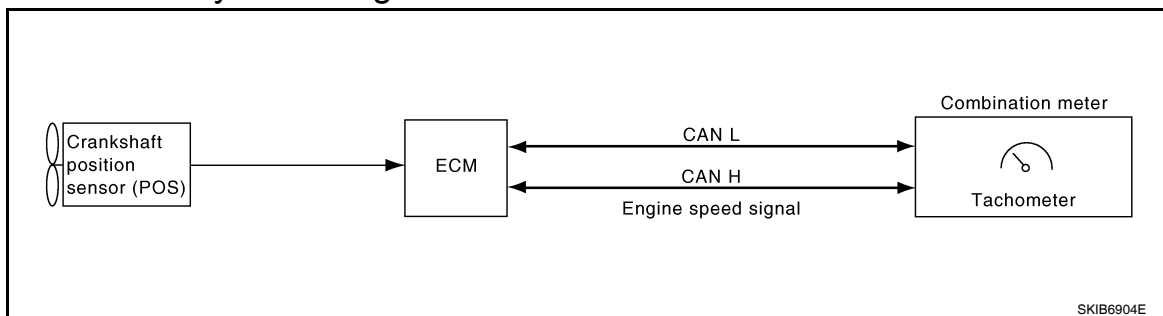 Crankshaft
position
sensor (POS)
ECM
CAN L
CAN H
Engine speed signal
Combination meter
Tachometer
SKIB6904E